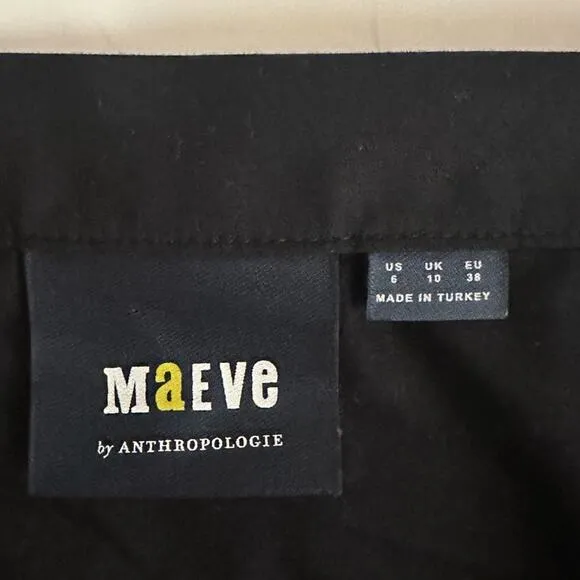 MaEve
by ANTHROPOLOGIE
US UK EU
6 10 38
MADE IN TURKEY